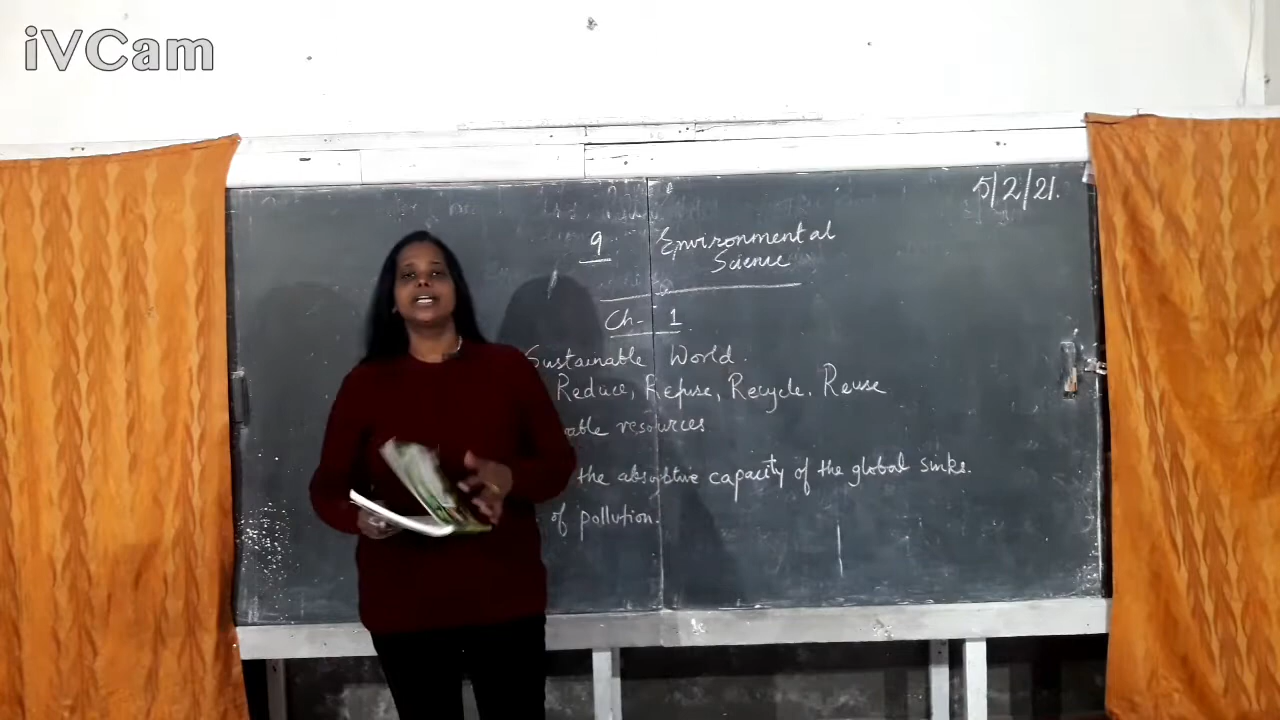 iVCam
5/2/21.
9 Environmental
Science
Ch- 1.
Sustainable World.
Reduce, Refuse, Recycle. Reuse
resources
the absorptive capacity of the global sinks.
of pollution.